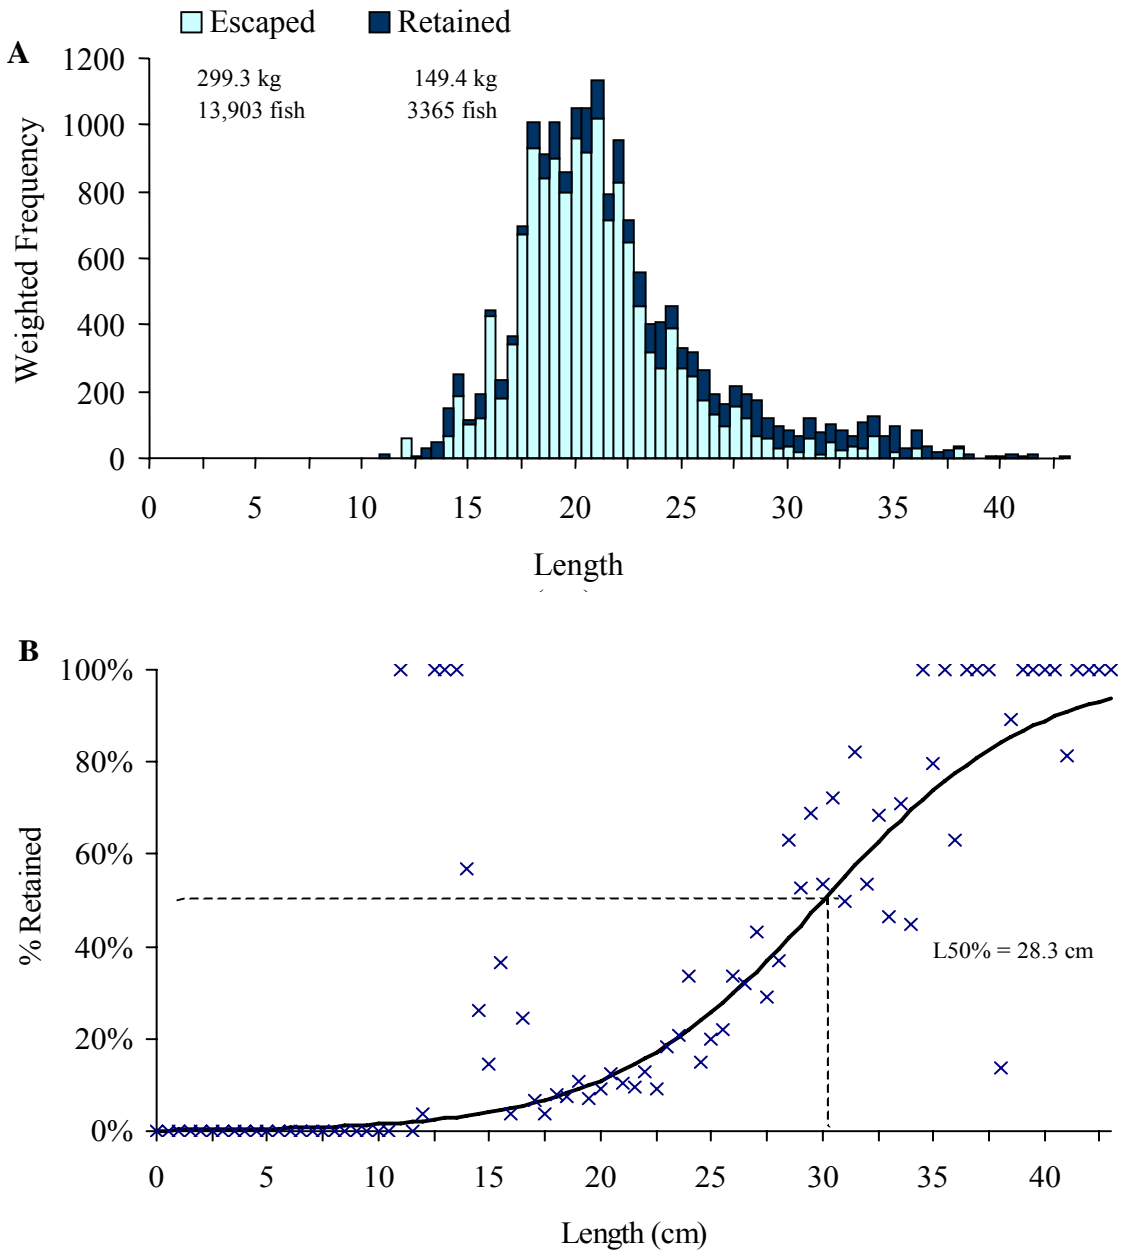 Escaped Retained
A
1200
299.3 kg 149.4 kg
13,903 fish 3365 fish
1000
800
600
400
200
0
Weighted Frequency
0 5 10 15 20 25 30 35 40
Length
B
100%
80%
60%
40%
20%
0%
% Retained
L50% = 28.3 cm
0 5 10 15 20 25 30 35 40
Length (cm)